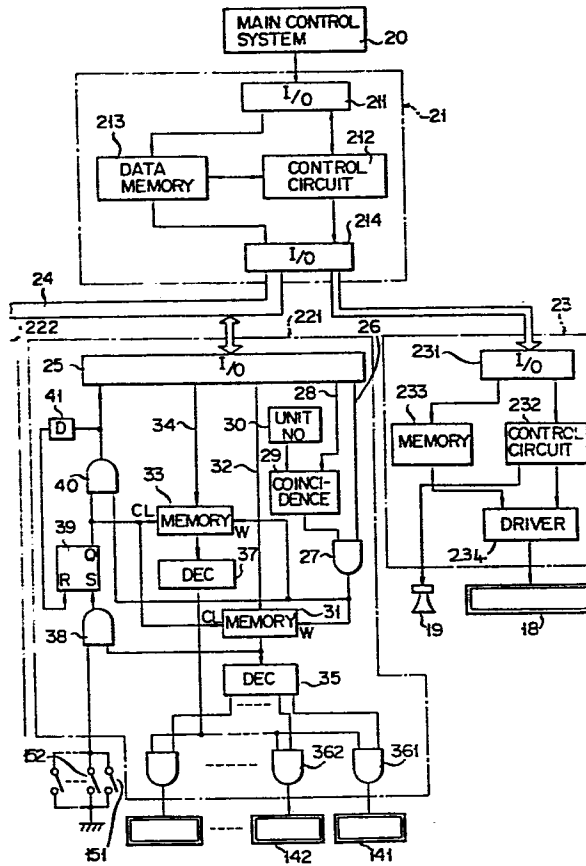 MAIN CONTROL
SYSTEM
20
I/O
211
21
213
212
DATA
MEMORY
CONTROL
CIRCUIT
214
I/O
24
222
221
26
23
25
I/O
231
I/O
41
D
34
30
UNIT
NO
28
233
232
29
32
MEMORY
CONTROL
CIRCUIT
40
33
COINCI-
DENCE
CL
MEMORY
W
39
Q
R S
37
DEC
27
DRIVER
234
38
CL
MEMORY
31
W
19
18
DEC
35
152
362
361
151
142
141